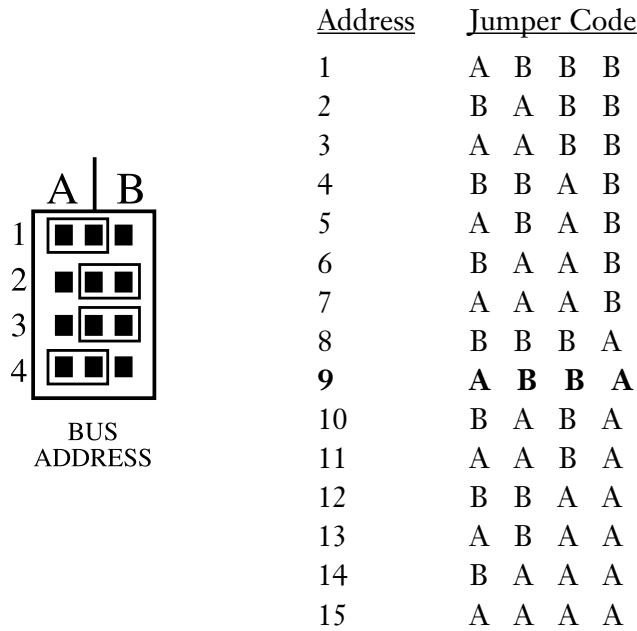 A B
1
2
3
4
BUS
ADDRESS
Address Jumper Code
1 A B B B
2 B A B B
3 A A B B
4 B B A B
5 A B A B
6 B A A B
7 A A A B
8 B B B A
9 A B B A
10 B A B A
11 A A B A
12 B B A A
13 A B A A
14 B A A A
15 A A A A